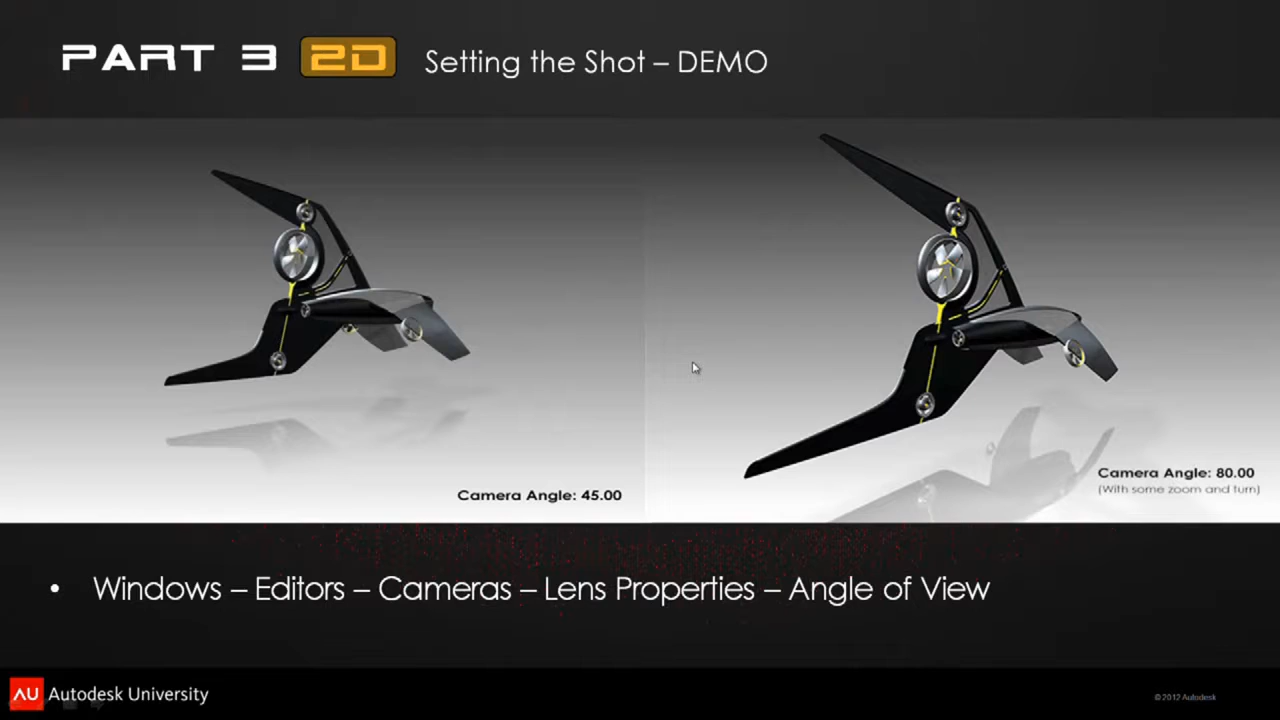 PART 3 2D Setting the Shot – DEMO
Camera Angle: 45.00
Camera Angle: 80.00
(With some zoom and turn)
• Windows – Editors – Cameras – Lens Properties – Angle of View
AU Autodesk University
©2012 Autodesk